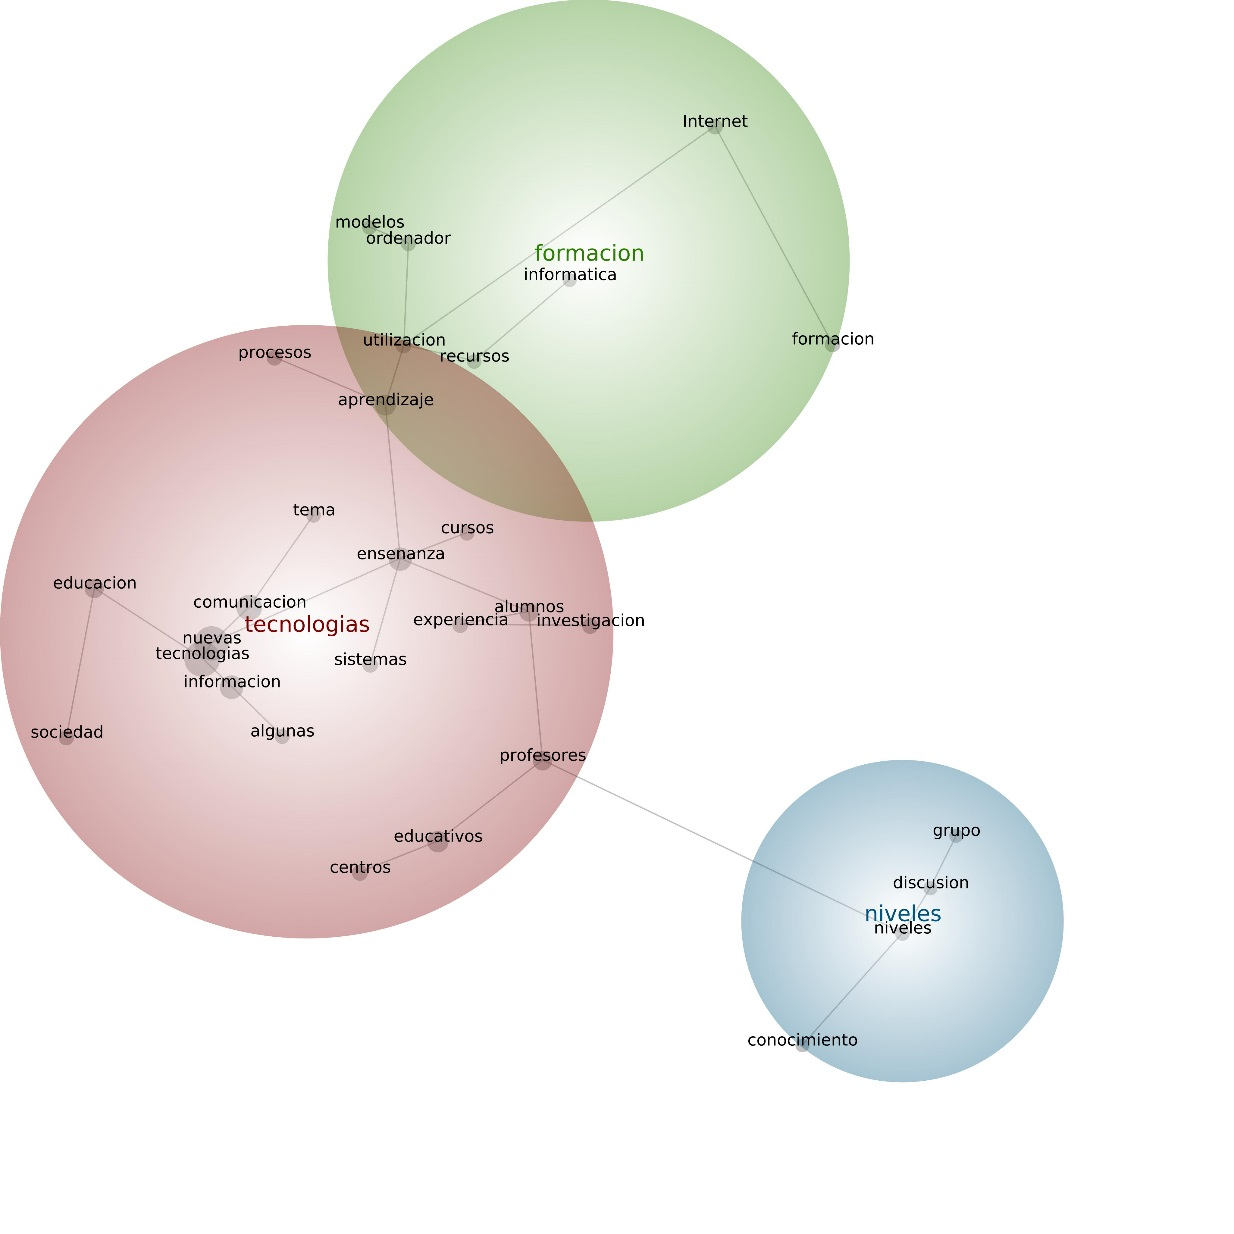 Internet
modelos
ordenador
formacion
informatica
utilizacion
formacion
procesos
recursos
aprendizaje
tema
cursos
ensenanza
educacion
comunicacion
alumnos
experiencia
investigacion
tecnologias
nuevas
tecnologias
sistemas
informacion
sociedad
algunas
profesores
grupo
educativos
centros
discusion
niveles
niveles
conocimiento